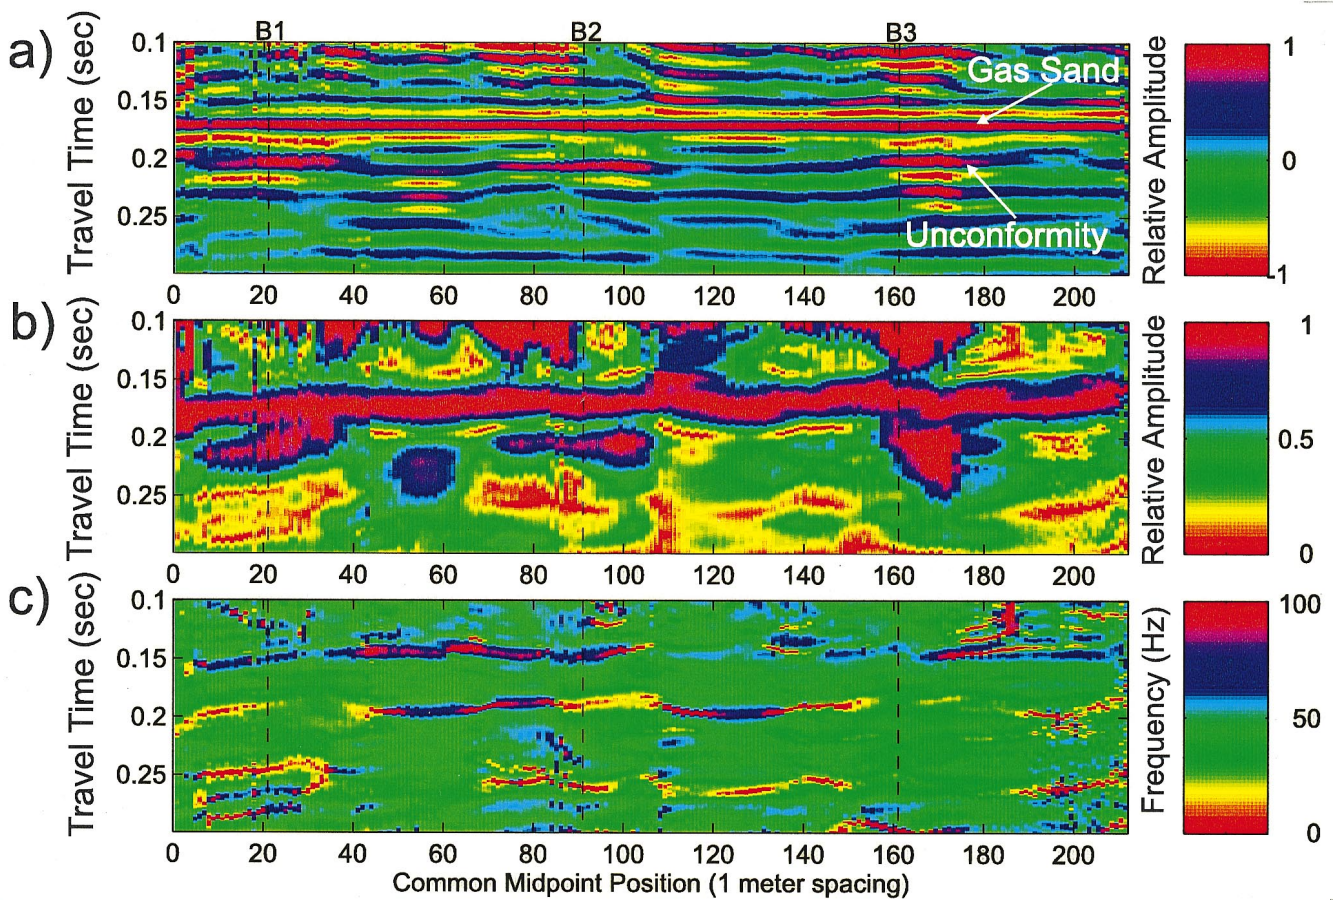 B1 B2 B3
a)
Travel Time (sec)
0.1
0.15
0.2
0.25
Gas Sand
Unconformity
0 20 40 60 80 100 120 140 160 180 200
Relative Amplitude
1
0
-1
b)
Travel Time (sec)
0.1
0.15
0.2
0.25
0 20 40 60 80 100 120 140 160 180 200
Relative Amplitude
1
0.5
0
c)
Travel Time (sec)
0.1
0.15
0.2
0.25
0 20 40 60 80 100 120 140 160 180 200
Common Midpoint Position (1 meter spacing)
Frequency (Hz)
100
50
0